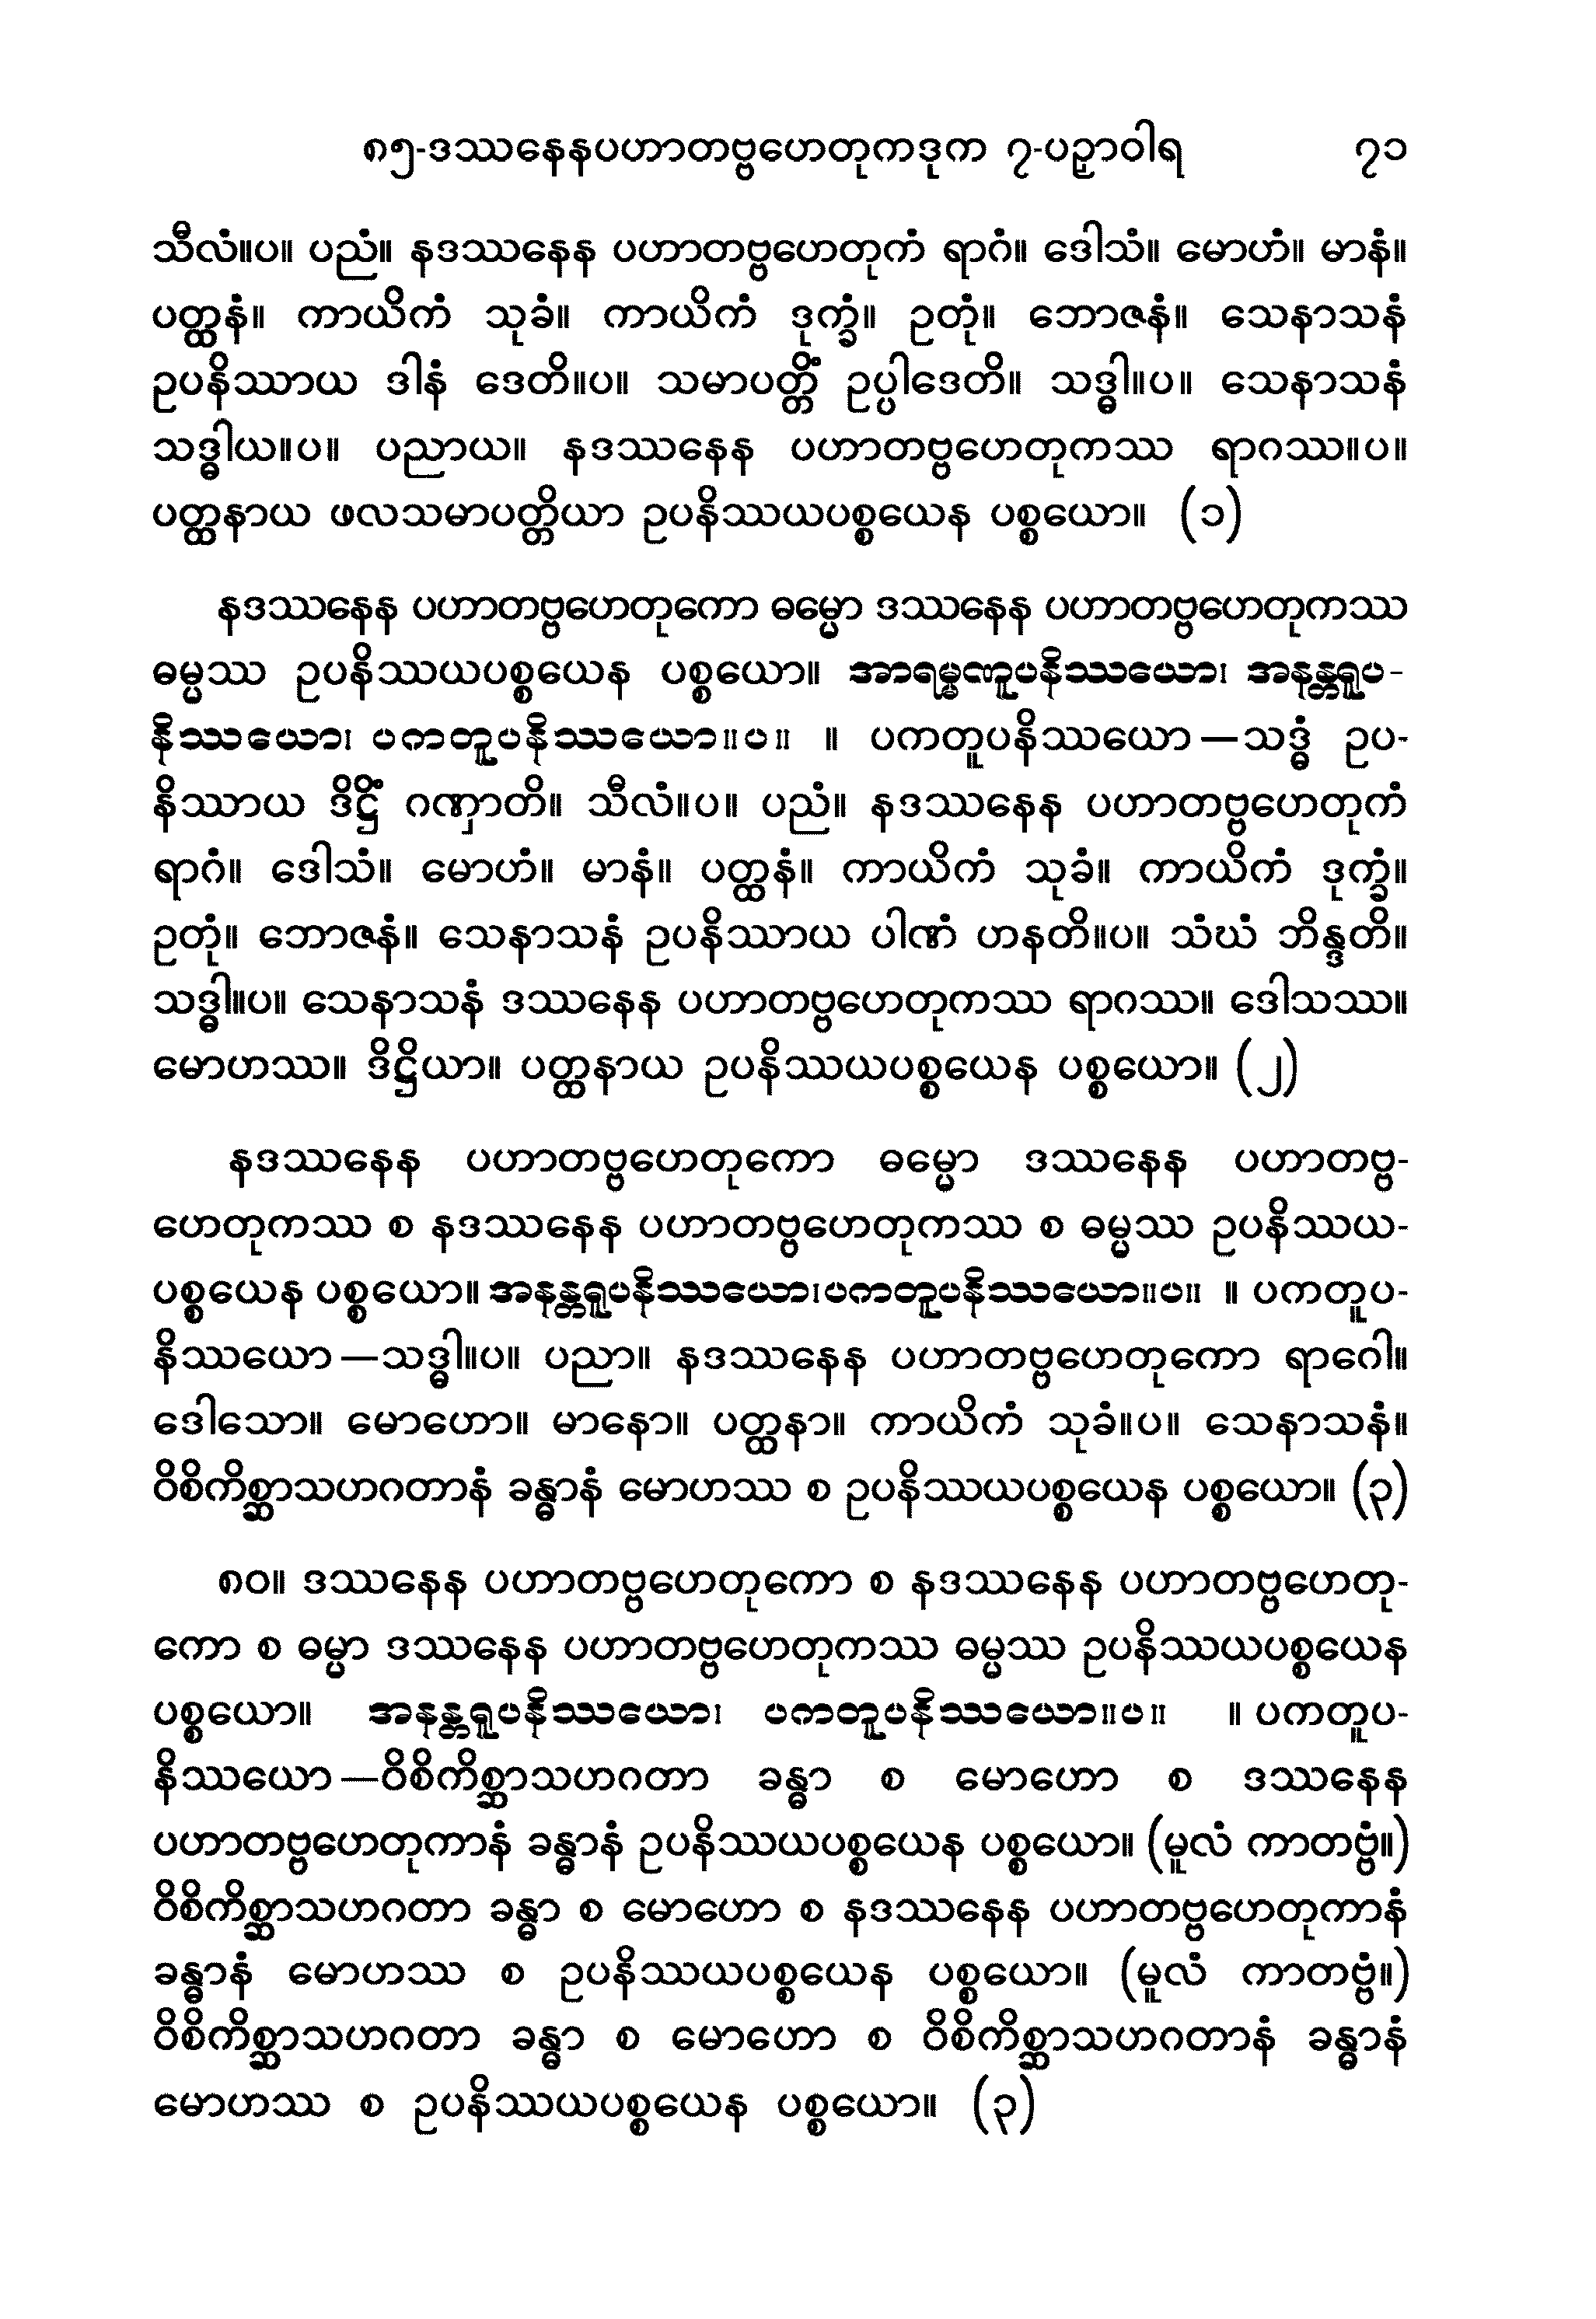 ၈၅-ဒဿနေနပဟာတဗ္ဗဟေတုကဒုက ၇-ပဉှာဝါရ ၇၁
သီလံ။ပ။ ပညံ။ နဒဿနေန ပဟာတဗ္ဗဟေတုကံ ရာဂံ။ ဒေါသံ။ မောဟံ။ မာနံ။
ပတ္ထနံ။ ကာယိကံ သုခံ။ ကာယိကံ ဒုက္ခံ။ ဥတုံ။ ဘောဇနံ။ သေနာသနံ
ဥပနိဿာယ ဒါနံ ဒေတိ။ပ။ သမာပတ္တိံ ဥပ္ပါဒေတိ။ သဒ္ဓါ။ပ။ သေနာသနံ
သဒ္ဓါယ။ပ။ ပညာယ။ နဒဿနေန ပဟာတဗ္ဗဟေတုကဿ ရာဂဿ။ပ။
ပတ္ထနာယ ဖလသမာပတ္တိယာ ဥပနိဿယပစ္စယေန ပစ္စယော။ (၁)
နဒဿနေန ပဟာတဗ္ဗဟေတုကော ဓမ္မော ဒဿနေန ပဟာတဗ္ဗဟေတုကဿ
ဓမ္မဿ ဥပနိဿယပစ္စယေန ပစ္စယော။ အာရမ္မဏူပနိဿယော၊ အနန္တရူပ-
နိဿယော၊ ပကတူပနိဿယော။ပ။ ။ ပကတူပနိဿယော—သဒ္ဓံ ဥပ-
နိဿာယ ဒိဋ္ဌိံ ဂဏှာတိ။ သီလံ။ပ။ ပညံ။ နဒဿနေန ပဟာတဗ္ဗဟေတုကံ
ရာဂံ။ ဒေါသံ။ မောဟံ။ မာနံ။ ပတ္ထနံ။ ကာယိကံ သုခံ။ ကာယိကံ ဒုက္ခံ။
ဥတုံ။ ဘောဇနံ။ သေနာသနံ ဥပနိဿာယ ပါဏံ ဟနတိ။ပ။ သံဃံ ဘိန္ဒတိ။
သဒ္ဓါ။ပ။ သေနာသနံ ဒဿနေန ပဟာတဗ္ဗဟေတုကဿ ရာဂဿ။ ဒေါသဿ။
မောဟဿ။ ဒိဋ္ဌိယာ။ ပတ္ထနာယ ဥပနိဿယပစ္စယေန ပစ္စယော။ (၂)
နဒဿနေန ပဟာတဗ္ဗဟေတုကော ဓမ္မော ဒဿနေန ပဟာတဗ္ဗ-
ဟေတုကဿ စ နဒဿနေန ပဟာတဗ္ဗဟေတုကဿ စ ဓမ္မဿ ဥပနိဿယ-
ပစ္စယေန ပစ္စယော။ အနန္တရူပနိဿယော၊ပကတူပနိဿယော။ပ။ ။ ပကတူပ-
နိဿယော—သဒ္ဓါ။ပ။ ပညာ။ နဒဿနေန ပဟာတဗ္ဗဟေတုကော ရာဂေါ။
ဒေါသော။ မောဟော။ မာနော။ ပတ္ထနာ။ ကာယိကံ သုခံ။ပ။ သေနာသနံ။
ဝိစိကိစ္ဆာသဟဂတာနံ ခန္ဓာနံ မောဟဿ စ ဥပနိဿယပစ္စယေန ပစ္စယော။ (၃)
၈၀။ ဒဿနေန ပဟာတဗ္ဗဟေတုကော စ နဒဿနေန ပဟာတဗ္ဗဟေတု-
ကော စ ဓမ္မာ ဒဿနေန ပဟာတဗ္ဗဟေတုကဿ ဓမ္မဿ ဥပနိဿယပစ္စယေန
ပစ္စယော။ အနန္တရူပနိဿယော၊ ပကတူပနိဿယော။ပ။ ။ ပကတူပ-
နိဿယော—ဝိစိကိစ္ဆာသဟဂတာ ခန္ဓာ စ မောဟော စ ဒဿနေန
ပဟာတဗ္ဗဟေတုကာနံ ခန္ဓာနံ ဥပနိဿယပစ္စယေန ပစ္စယော။ (မူလံ ကာတဗ္ဗံ။)
ဝိစိကိစ္ဆာသဟဂတာ ခန္ဓာ စ မောဟော စ နဒဿနေန ပဟာတဗ္ဗဟေတုကာနံ
ခန္ဓာနံ မောဟဿ စ ဥပနိဿယပစ္စယေန ပစ္စယော။ (မူလံ ကာတဗ္ဗံ။)
ဝိစိကိစ္ဆာသဟဂတာ ခန္ဓာ စ မောဟော စ ဝိစိကိစ္ဆာသဟဂတာနံ ခန္ဓာနံ
မောဟဿ စ ဥပနိဿယပစ္စယေန ပစ္စယော။ (၃)